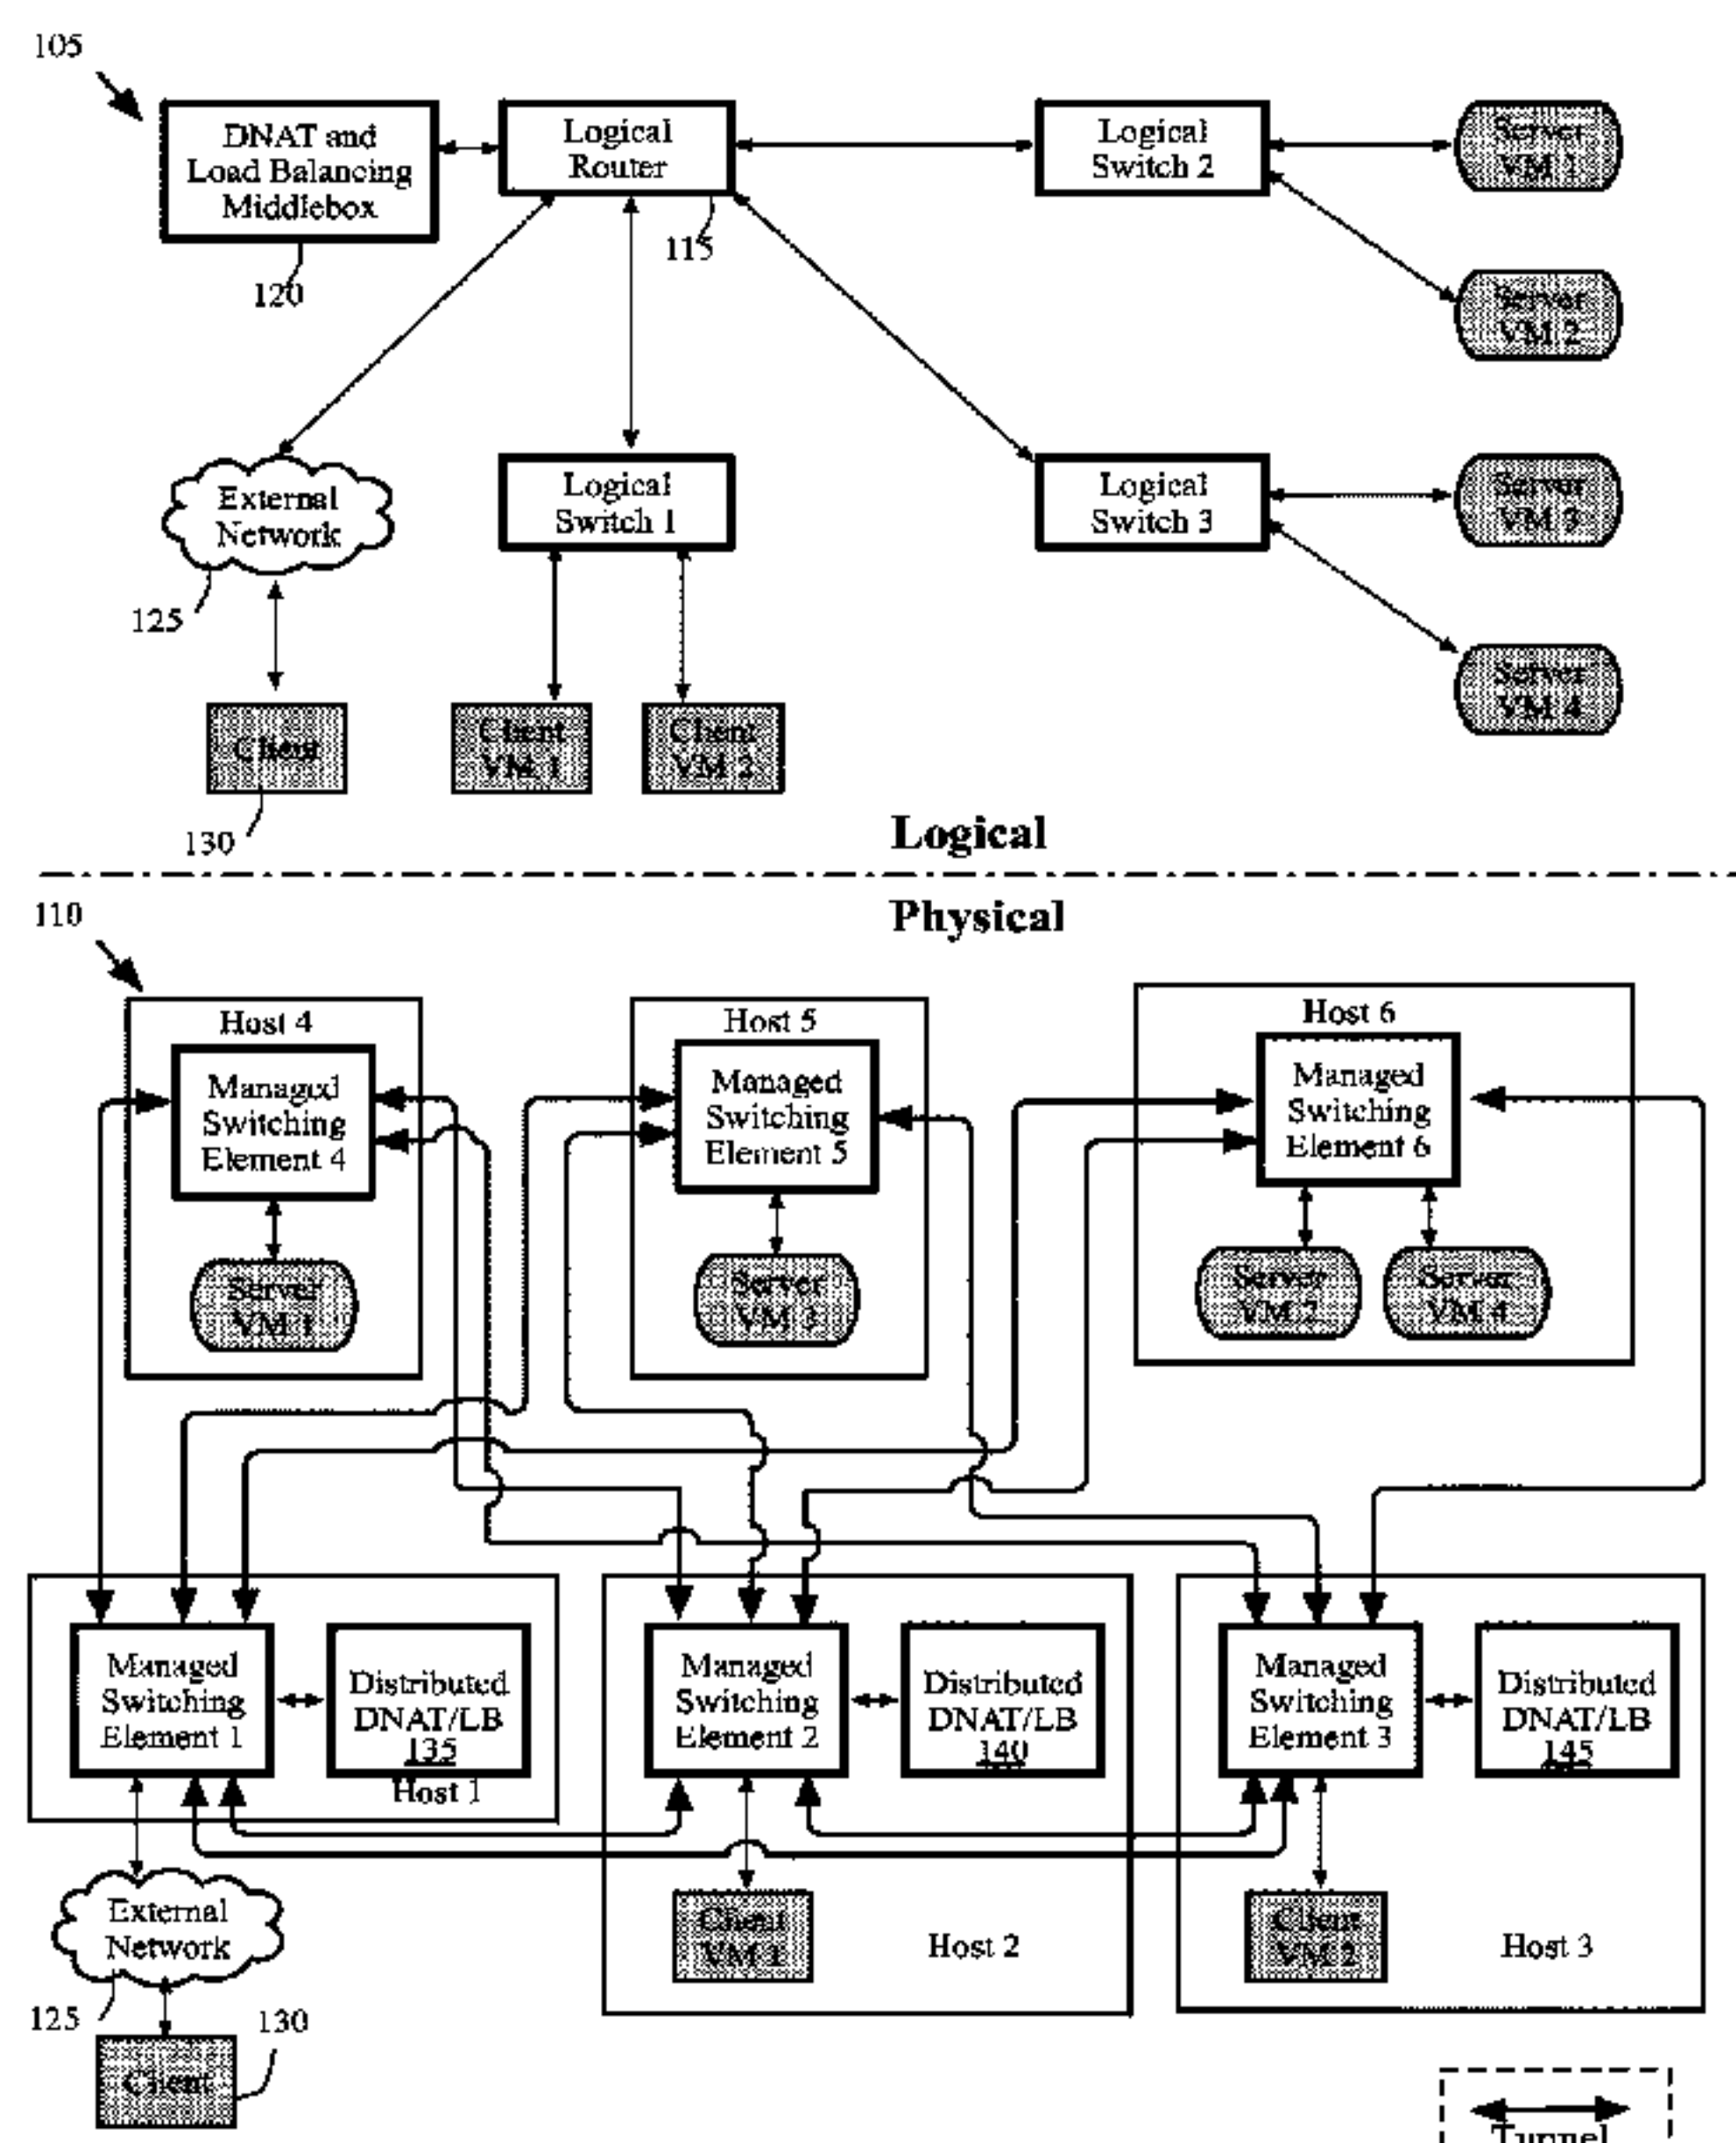 105
DNAT and
Load Balancing
Middlebox
120
Logical
Router
115
Logical
Switch 2
Server
VM 1
Server
VM 2
External
Network
125
Logical
Switch 1
Logical
Switch 3
Server
VM 3
Server
VM 4
Client
130
Client
VM 1
Client
VM 2
Logical
Physical
110
Host 4
Managed
Switching
Element 4
Server
VM 1
Host 5
Managed
Switching
Element 5
Server
VM 3
Host 6
Managed
Switching
Element 6
Server
VM 2
Server
VM 4
Managed
Switching
Element 1
Distributed
DNAT/LB
135
Host 1
Managed
Switching
Element 2
Distributed
DNAT/LB
140
Managed
Switching
Element 3
Distributed
DNAT/LB
145
External
Network
125
Client
130
Client
VM 1
Host 2
Client
VM 2
Host 3
Tunnel